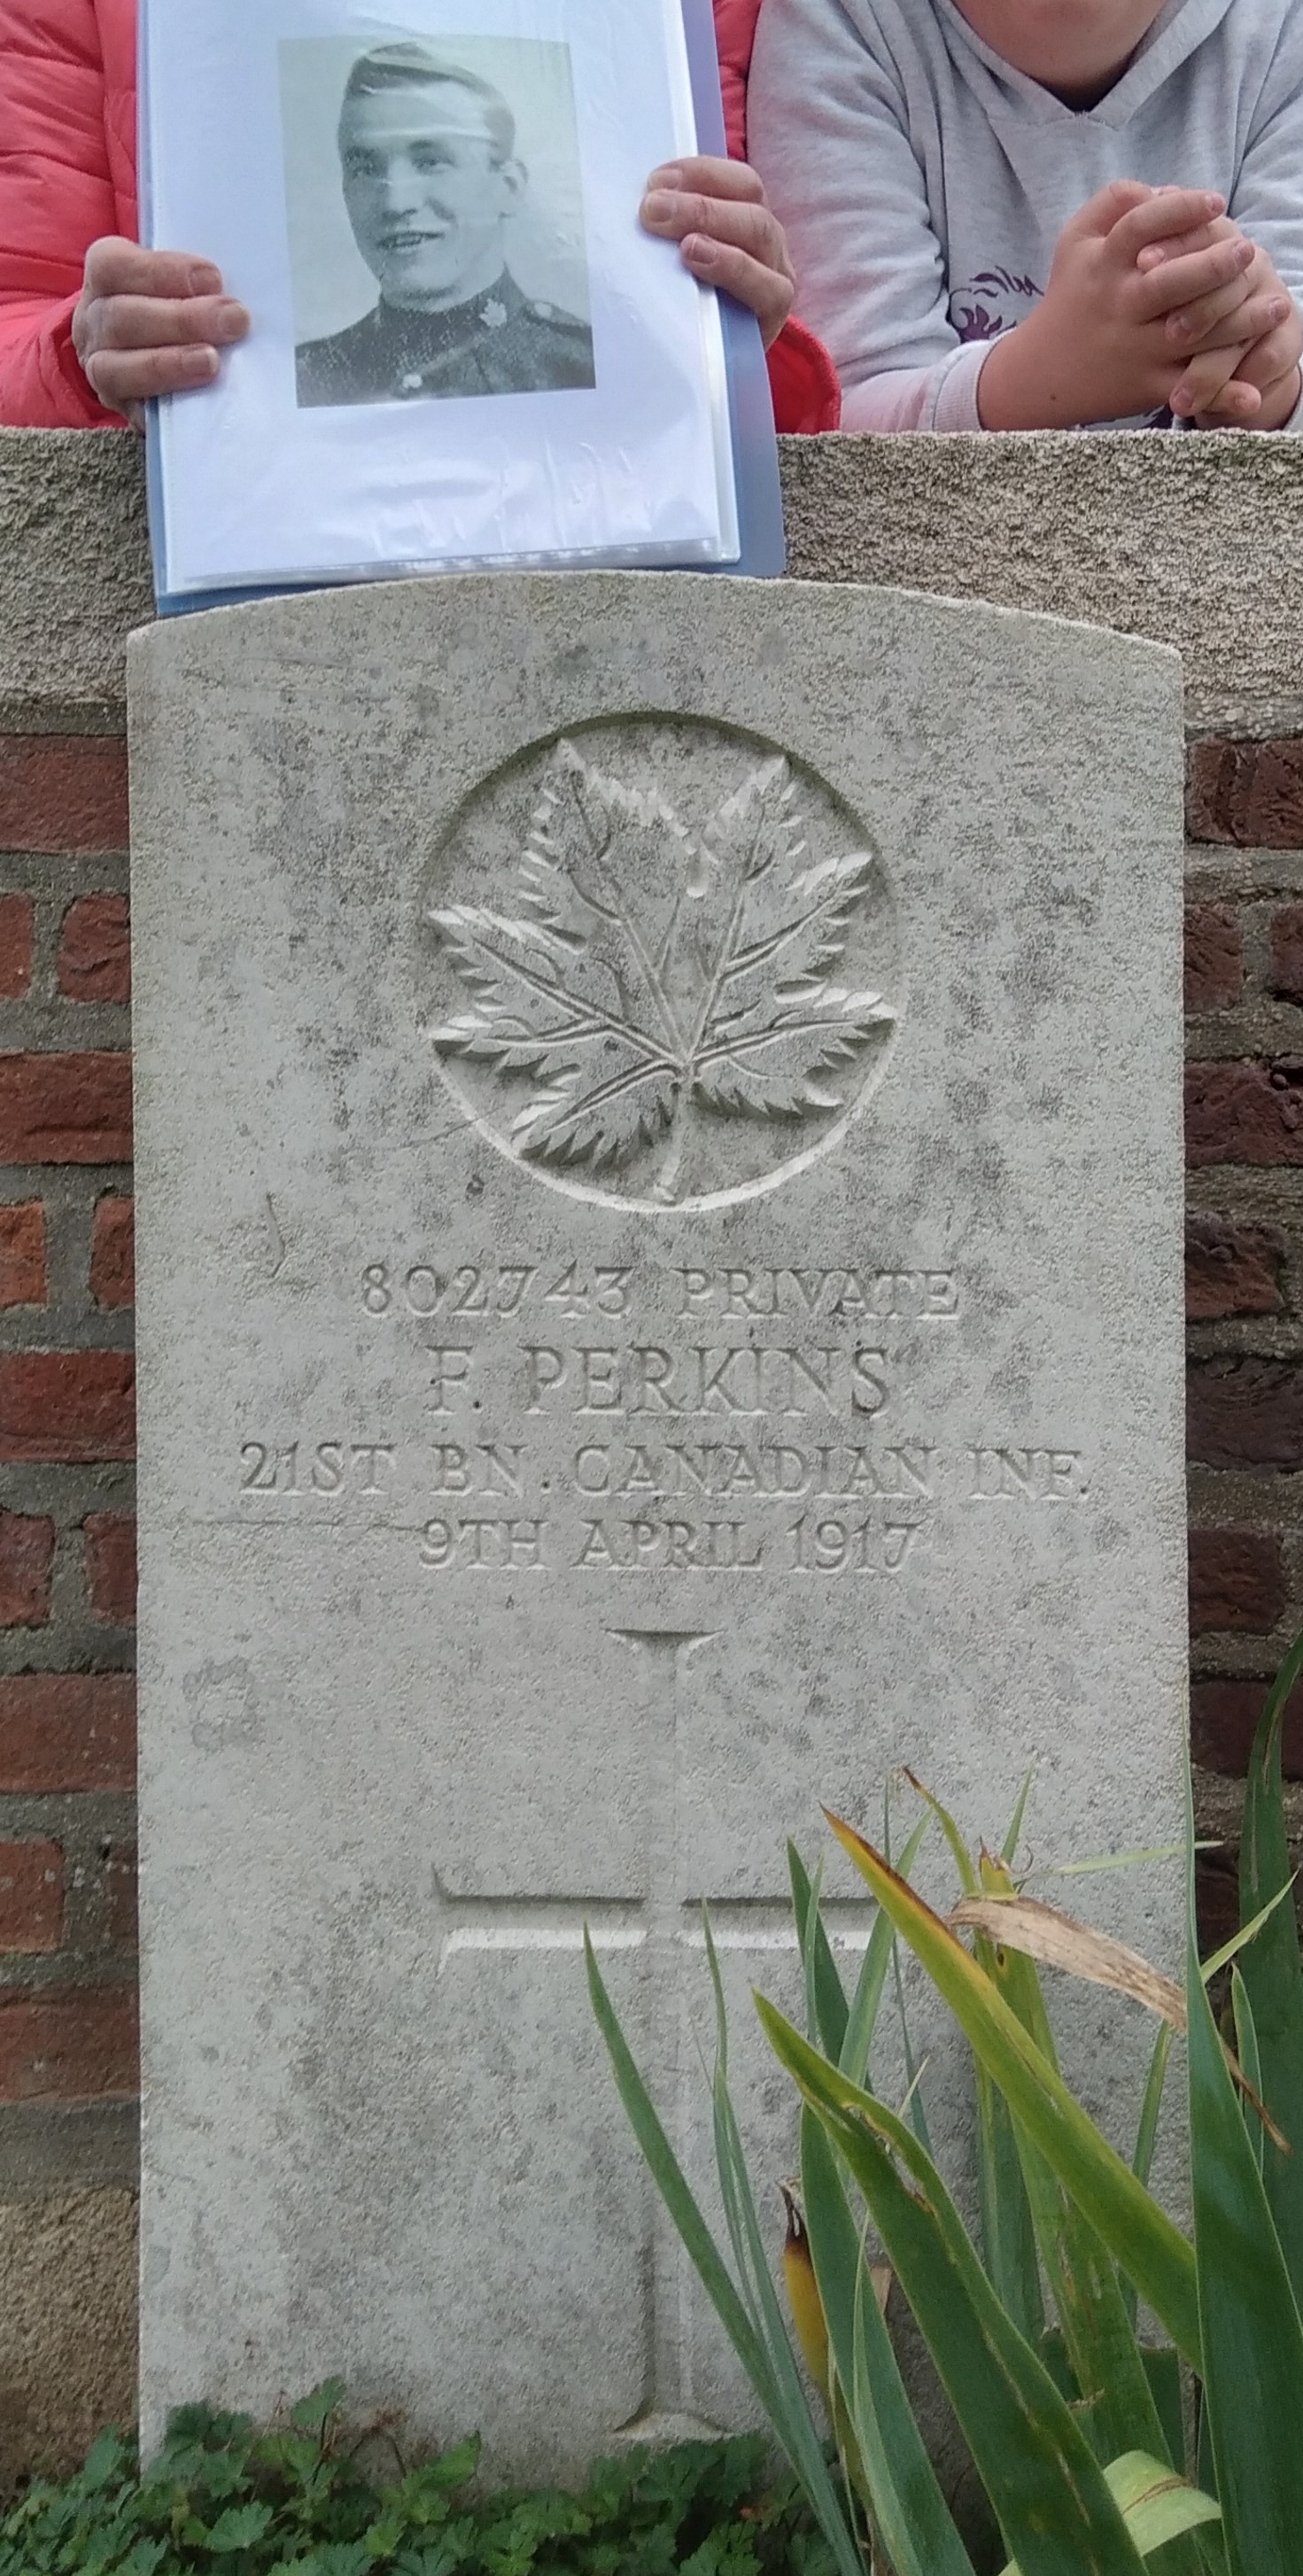 802743 PRIVATE
F. PERKINS
21ST BN. CANADIAN INF.
9TH APRIL 1917